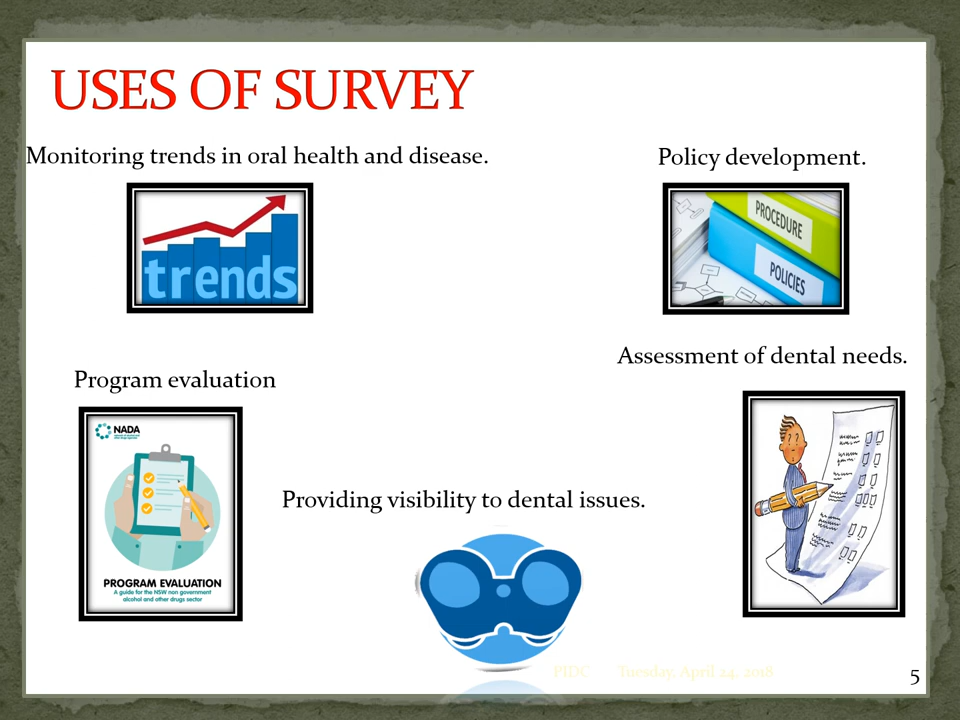 USES OF SURVEY
Monitoring trends in oral health and disease.
Policy development.
trends
PROCEDURE
POLICIES
Assessment of dental needs.
Program evaluation
NADA
PROGRAM EVALUATION
A guide for the NSW non government
alcohol and other drugs sector
Providing visibility to dental issues.
PIDC Tuesday, April 24, 2018
5